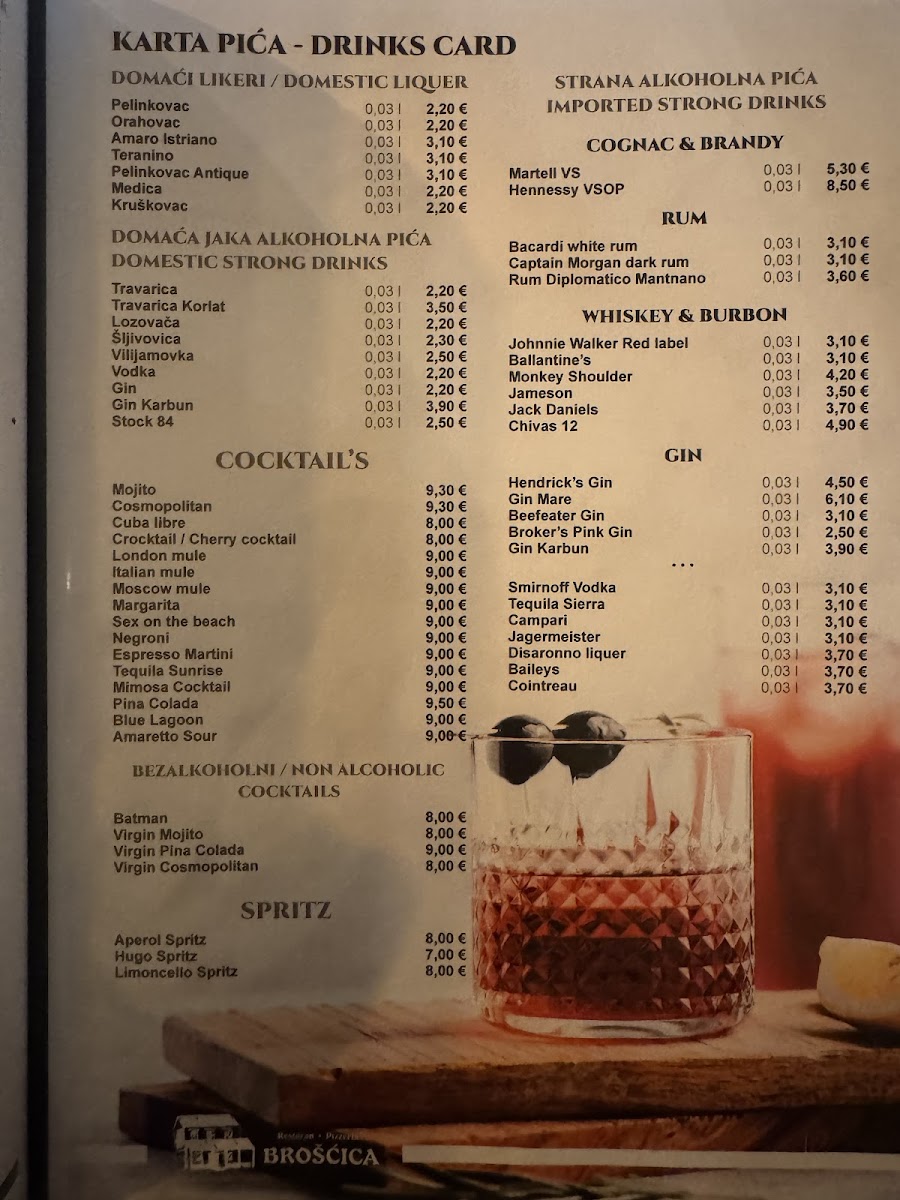 KARTA PIĆA - DRINKS CARD
DOMAĆI LIKERI / DOMESTIC LIQUER
Pelinkovac 0,03 l 2,20 €
Orahovac 0,03 l 2,20 €
Amaro Istriano 0,03 l 3,10 €
Teranino 0,03 l 3,10 €
Pelinkovac Antique 0,03 l 3,10 €
Medica 0,03 l 2,20 €
Kruškovac 0,03 l 2,20 €
DOMAĆA JAKA ALKOHOLNA PIĆA
DOMESTIC STRONG DRINKS
Travarica 0,03 l 2,20 €
Travarica Korlat 0,03 l 3,50 €
Lozovača 0,03 l 2,20 €
Šljivovica 0,03 l 2,30 €
Vilijamovka 0,03 l 2,50 €
Vodka 0,03 l 2,20 €
Gin 0,03 l 2,20 €
Gin Karbun 0,03 l 3,90 €
Stock 84 0,03 l 2,50 €
COCKTAIL'S
Mojito 9,30 €
Cosmopolitan 9,30 €
Cuba libre 8,00 €
Crocktail / Cherry cocktail 8,00 €
London mule 9,00 €
Italian mule 9,00 €
Moscow mule 9,00 €
Margarita 9,00 €
Sex on the beach 9,00 €
Negroni 9,00 €
Espresso Martini 9,00 €
Tequila Sunrise 9,00 €
Mimosa Cocktail 9,00 €
Pina Colada 9,50 €
Blue Lagoon 9,00 €
Amaretto Sour 9,00 €
BEZALKOHOLNI / NON ALCOHOLIC
COCKTAILS
Batman 8,00 €
Virgin Mojito 8,00 €
Virgin Pina Colada 9,00 €
Virgin Cosmopolitan 8,00 €
SPRITZ
Aperol Spritz 8,00 €
Hugo Spritz 7,00 €
Limoncello Spritz 8,00 €
STRANA ALKOHOLNA PIĆA
IMPORTED STRONG DRINKS
COGNAC & BRANDY
Martell VS 0,03 l 5,30 €
Hennessy VSOP 0,03 l 8,50 €
RUM
Bacardi white rum 0,03 l 3,10 €
Captain Morgan dark rum 0,03 l 3,10 €
Rum Diplomatico Mantnano 0,03 l 3,60 €
WHISKEY & BURBON
Johnnie Walker Red label 0,03 l 3,10 €
Ballantine's 0,03 l 3,10 €
Monkey Shoulder 0,03 l 4,20 €
Jameson 0,03 l 3,50 €
Jack Daniels 0,03 l 3,70 €
Chivas 12 0,03 l 4,90 €
GIN
Hendrick's Gin 0,03 l 4,50 €
Gin Mare 0,03 l 6,10 €
Beefeater Gin 0,03 l 3,10 €
Broker's Pink Gin 0,03 l 2,50 €
Gin Karbun 0,03 l 3,90 €
...
Smirnoff Vodka 0,03 l 3,10 €
Tequila Sierra 0,03 l 3,10 €
Campari 0,03 l 3,10 €
Jagermeister 0,03 l 3,10 €
Disaronno liquer 0,03 l 3,70 €
Baileys 0,03 l 3,70 €
Cointreau 0,03 l 3,70 €
Restoran • Pizzeria
BROŠĆICA